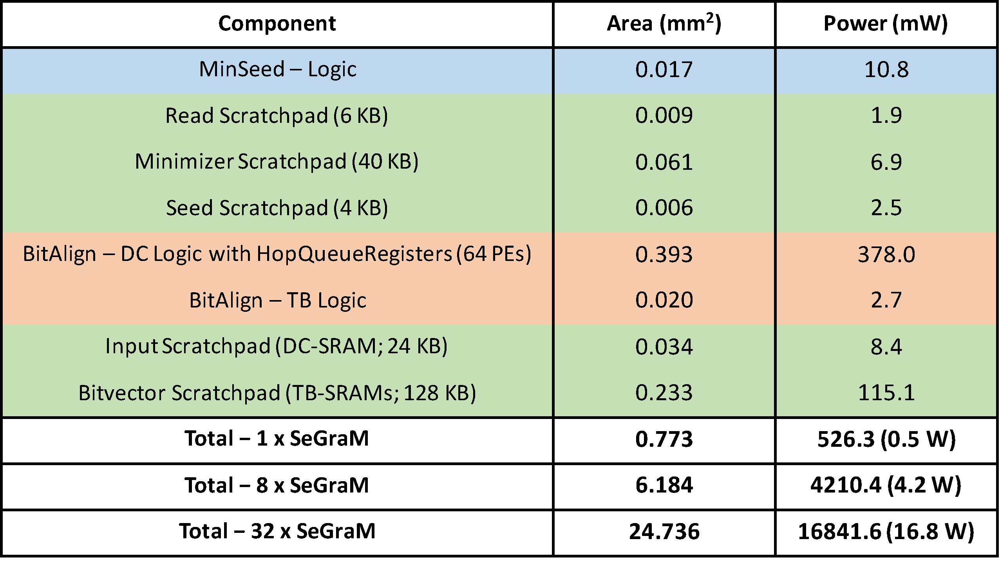 Component Area (mm²) Power (mW)
MinSeed – Logic 0.017 10.8
Read Scratchpad (6 KB) 0.009 1.9
Minimizer Scratchpad (40 KB) 0.061 6.9
Seed Scratchpad (4 KB) 0.006 2.5
BitAlign – DC Logic with HopQueueRegisters (64 PEs) 0.393 378.0
BitAlign – TB Logic 0.020 2.7
Input Scratchpad (DC-SRAM; 24 KB) 0.034 8.4
Bitvector Scratchpad (TB-SRAMs; 128 KB) 0.233 115.1
Total – 1 x SeGraM 0.773 526.3 (0.5 W)
Total – 8 x SeGraM 6.184 4210.4 (4.2 W)
Total – 32 x SeGraM 24.736 16841.6 (16.8 W)